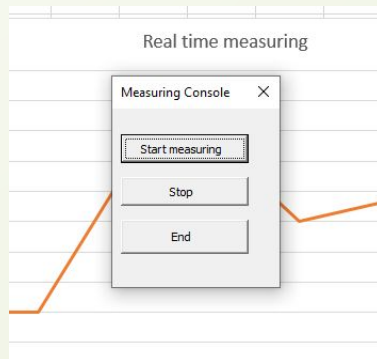 Real time measuring
Measuring Console
Start measuring
Stop
End